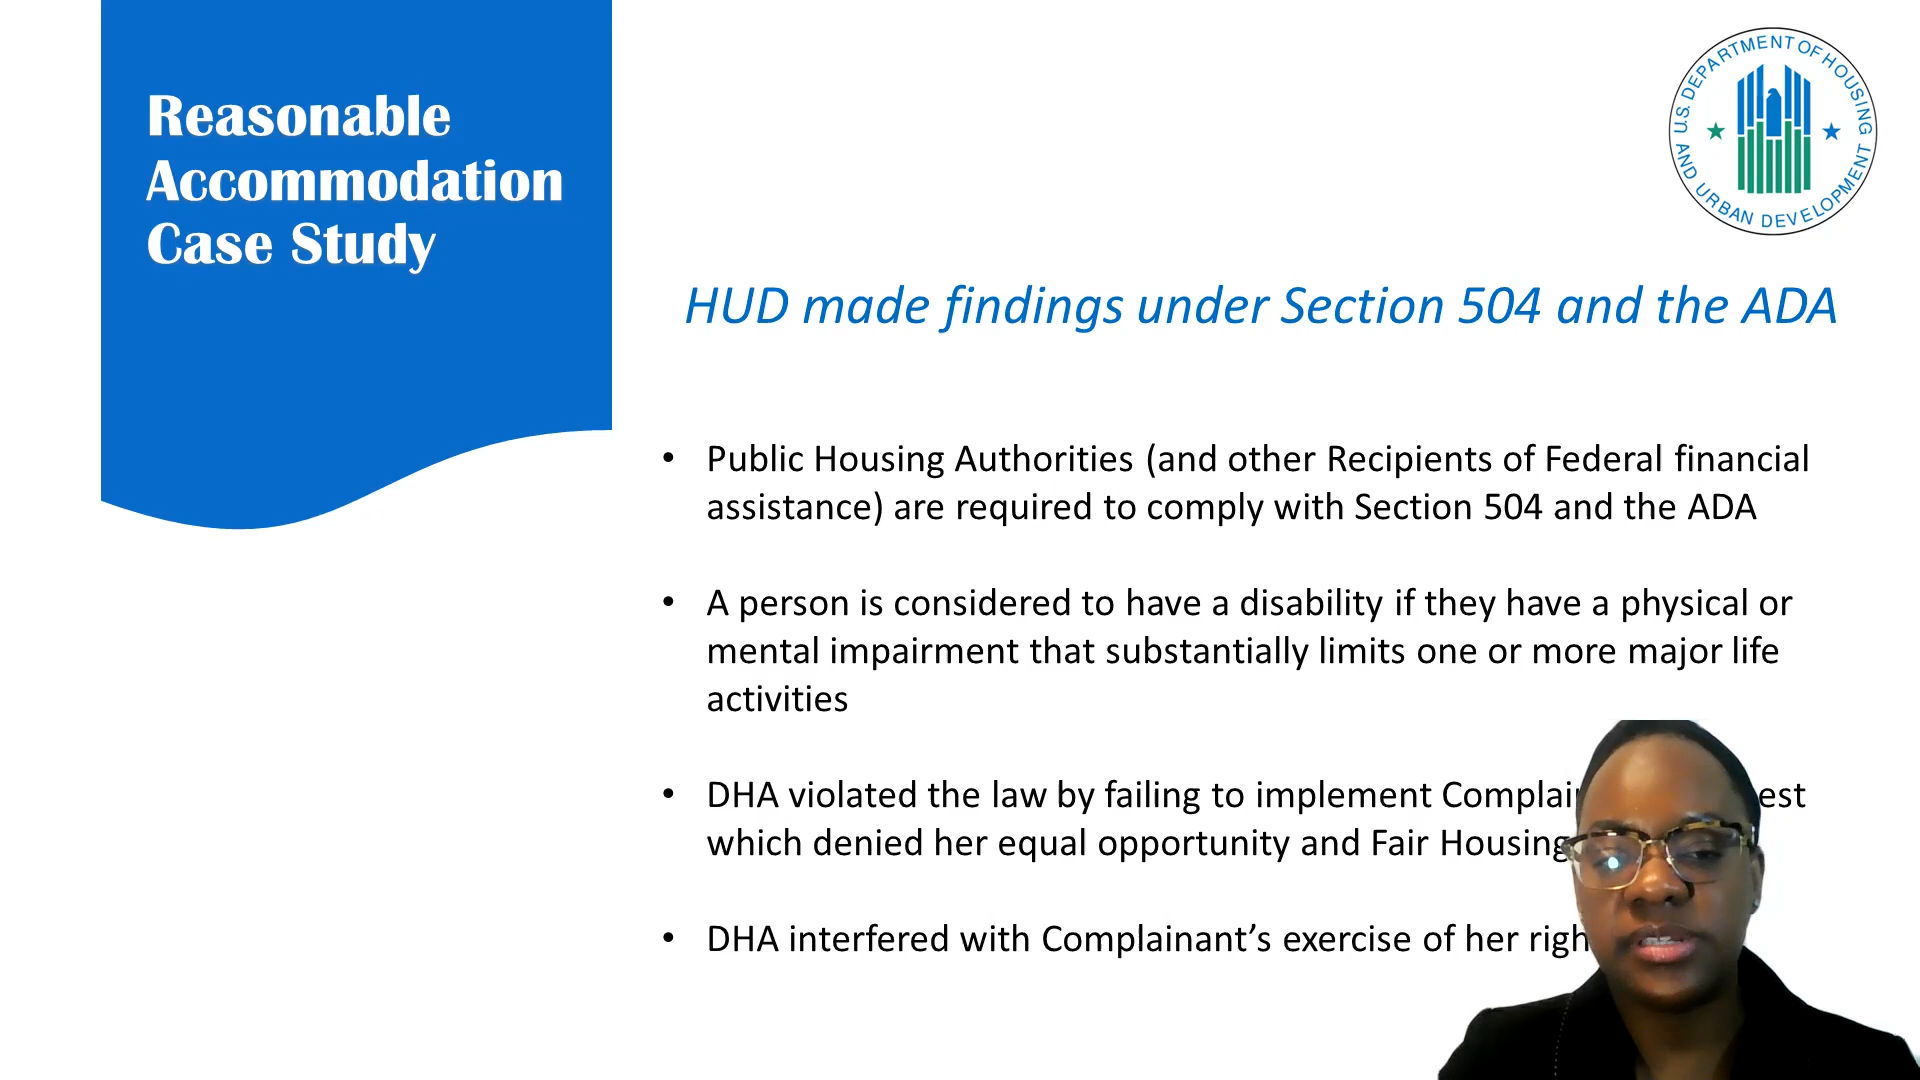 Reasonable
Accommodation
Case Study
U.S. DEPARTMENT OF HOUSING
AND URBAN DEVELOPMENT
HUD made findings under Section 504 and the ADA
• Public Housing Authorities (and other Recipients of Federal financial
assistance) are required to comply with Section 504 and the ADA
• A person is considered to have a disability if they have a physical or
mental impairment that substantially limits one or more major life
activities
• DHA violated the law by failing to implement
which denied her equal opportunity and Fair Housing
• DHA interfered with Complainant’s exercise of her